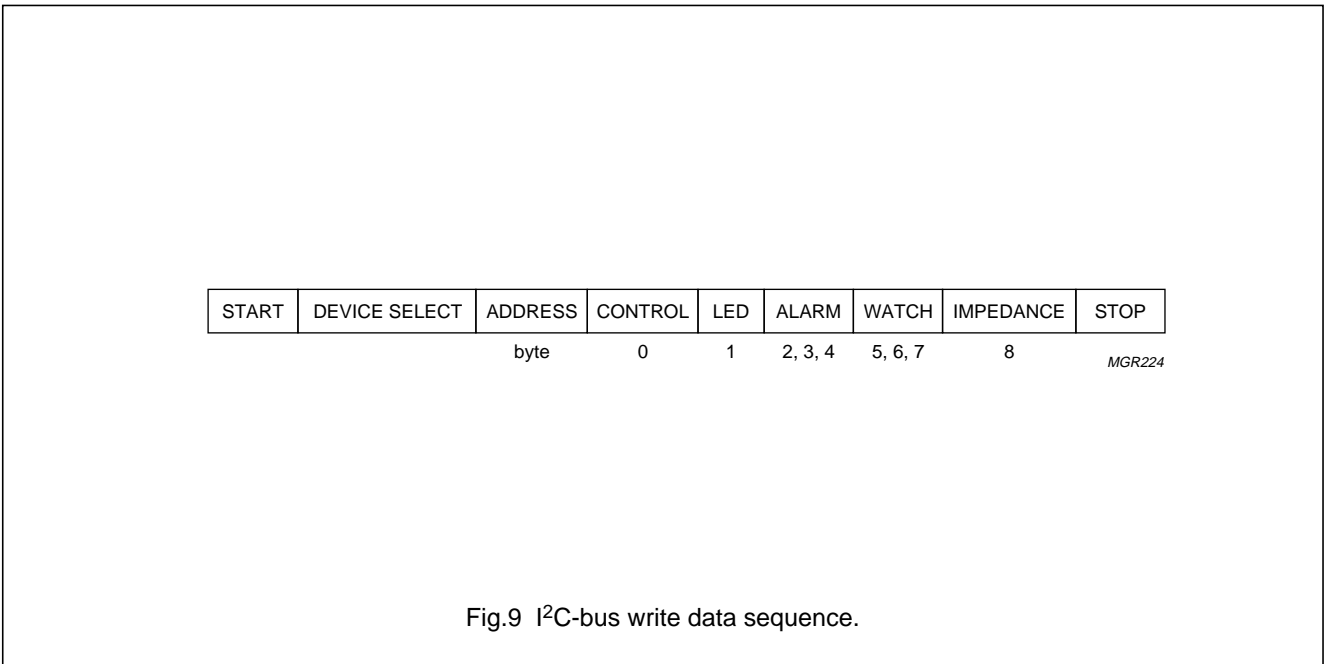 START DEVICE SELECT ADDRESS CONTROL LED ALARM WATCH IMPEDANCE STOP
byte 0 1 2, 3, 4 5, 6, 7 8 MGR224
Fig.9 I²C-bus write data sequence.